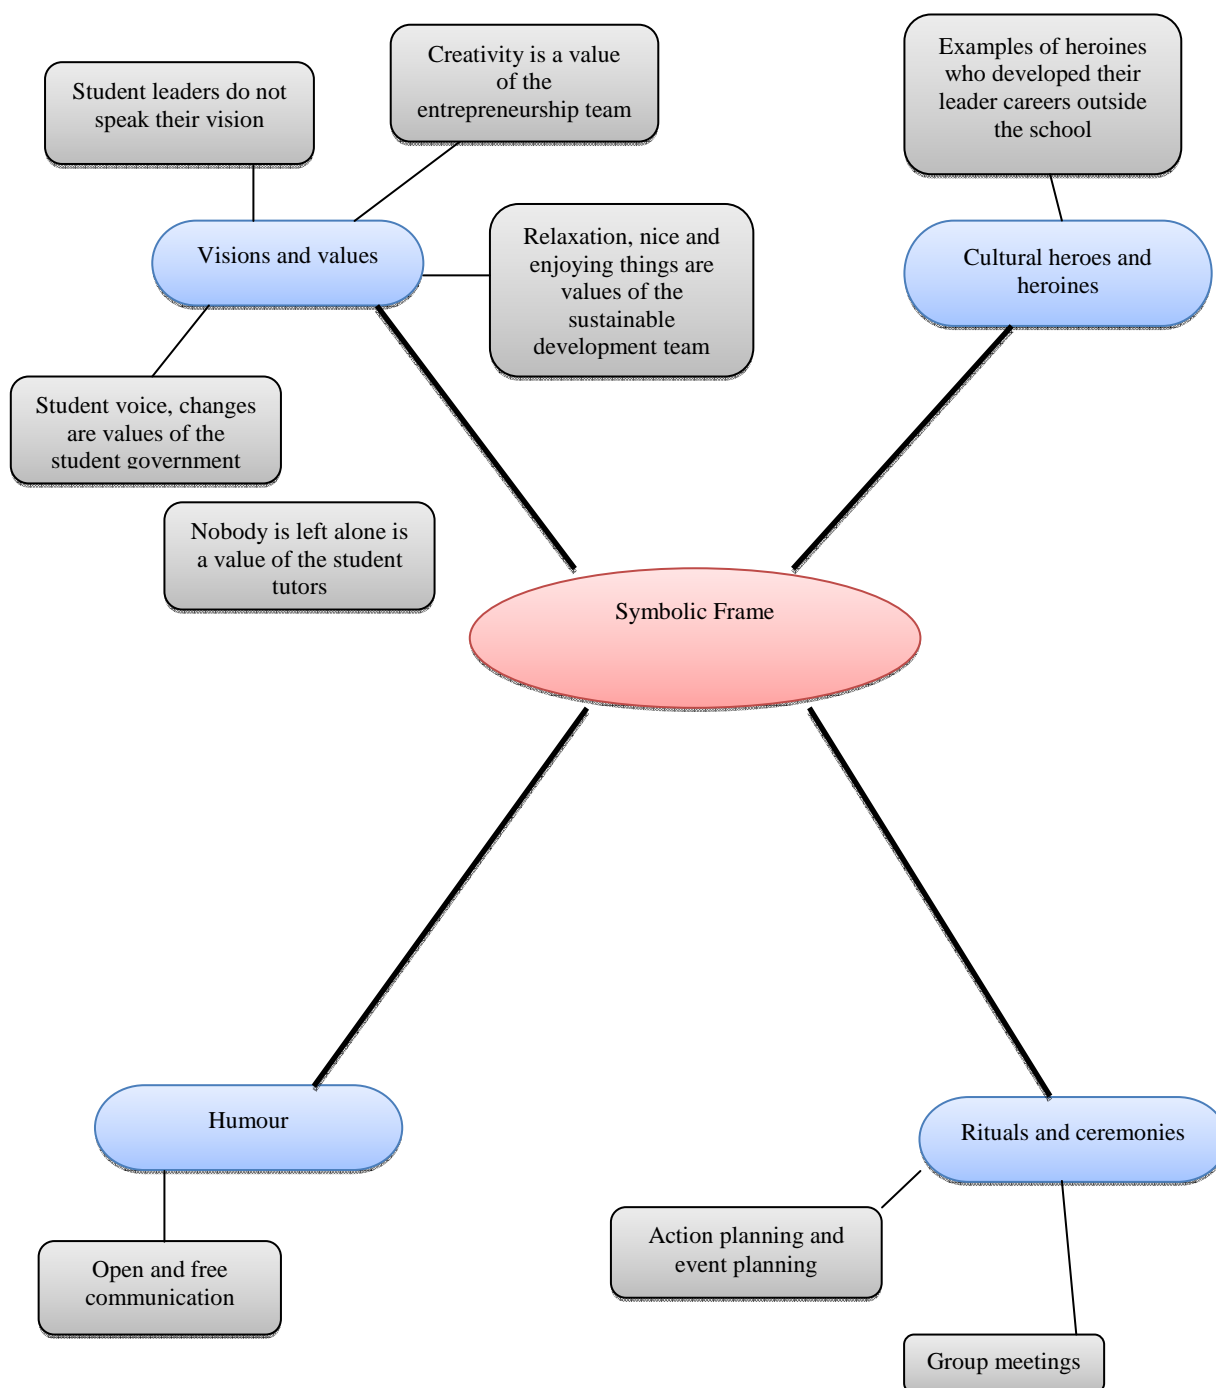 Creativity is a value
of the
entrepreneurship team
Student leaders do not
speak their vision
Examples of heroines
who developed their
leader careers outside
the school
Visions and values
Relaxation, nice and
enjoying things are
values of the
sustainable
development team
Cultural heroes and
heroines
Student voice, changes
are values of the
student government
Nobody is left alone is
a value of the student
tutors
Symbolic Frame
Humour
Rituals and ceremonies
Open and free
communication
Action planning and
event planning
Group meetings